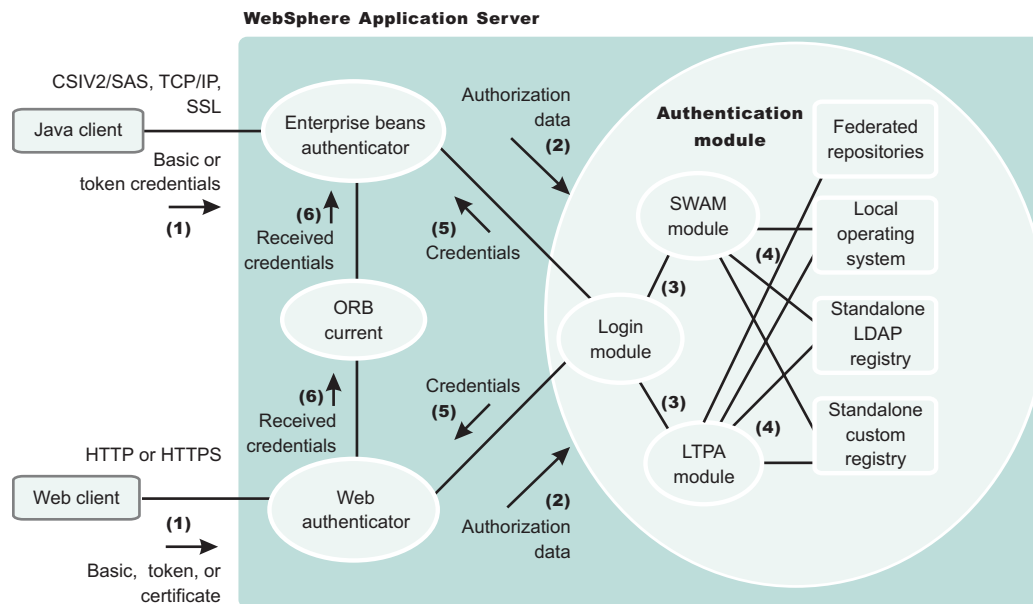 WebSphere Application Server
CSIV2/SAS, TCP/IP,
SSL
Java client
Basic or
token credentials
(1)
Enterprise beans
authenticator
Authorization
data
(2)
Authentication
module
Federated
repositories
SWAM
module
Local
operating
system
(4)
(6)
Received
credentials
(5)
Credentials
(3)
ORB
current
Login
module
Standalone
LDAP
registry
Credentials
(5)
(6)
Received
credentials
(3)
(4)
Standalone
custom
registry
LTPA
module
HTTP or HTTPS
Web client
(1)
Basic, token, or
certificate
Web
authenticator
(2)
Authorization
data